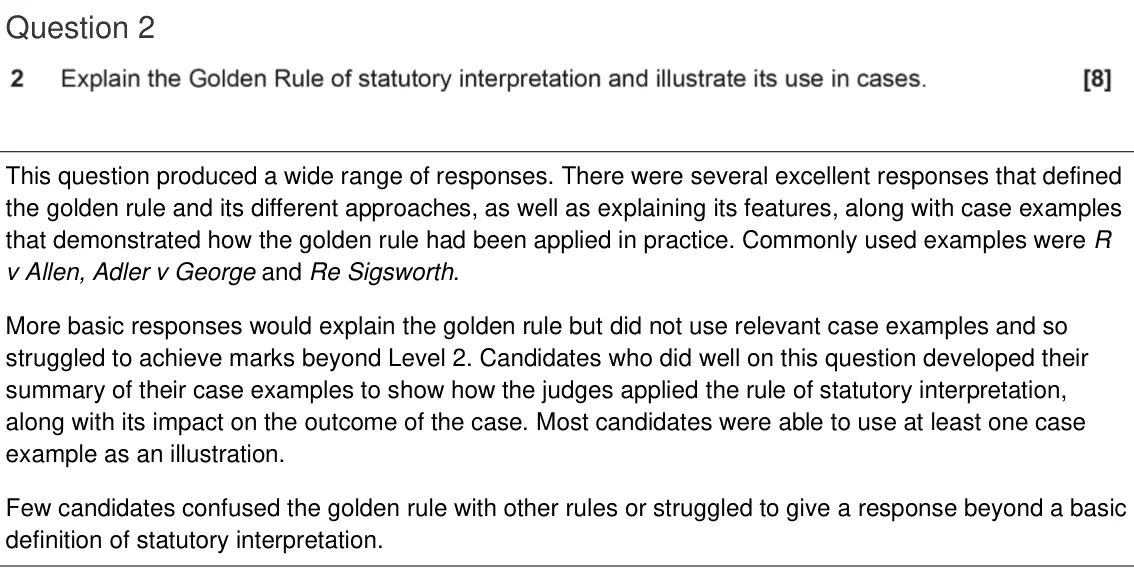 Question 2
2 Explain the Golden Rule of statutory interpretation and illustrate its use in cases. [8]
This question produced a wide range of responses. There were several excellent responses that defined
the golden rule and its different approaches, as well as explaining its features, along with case examples
that demonstrated how the golden rule had been applied in practice. Commonly used examples were R
v Allen, Adler v George and Re Sigsworth.
More basic responses would explain the golden rule but did not use relevant case examples and so
struggled to achieve marks beyond Level 2. Candidates who did well on this question developed their
summary of their case examples to show how the judges applied the rule of statutory interpretation,
along with its impact on the outcome of the case. Most candidates were able to use at least one case
example as an illustration.
Few candidates confused the golden rule with other rules or struggled to give a response beyond a basic
definition of statutory interpretation.